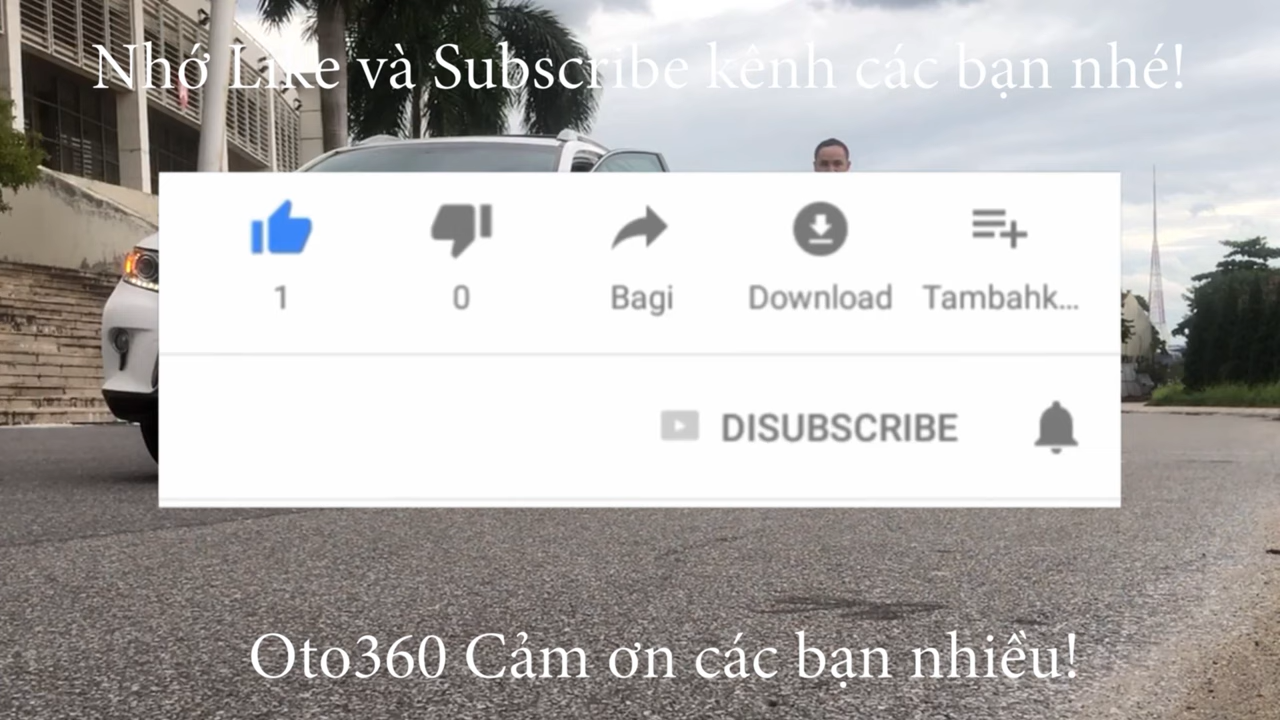 Nhớ Like và Subscribe kênh các bạn nhé!
1
0
Bagi
Download
Tambahk...
DISUBSCRIBE
Oto360 Cảm ơn các bạn nhiều!